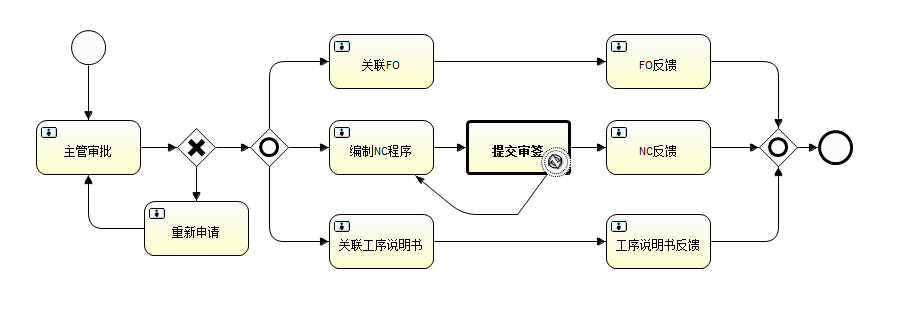 关联FO
FO反馈
主管审批
编制NC程序
提交审签
NC反馈
重新申请
关联工序说明书
工序说明书反馈